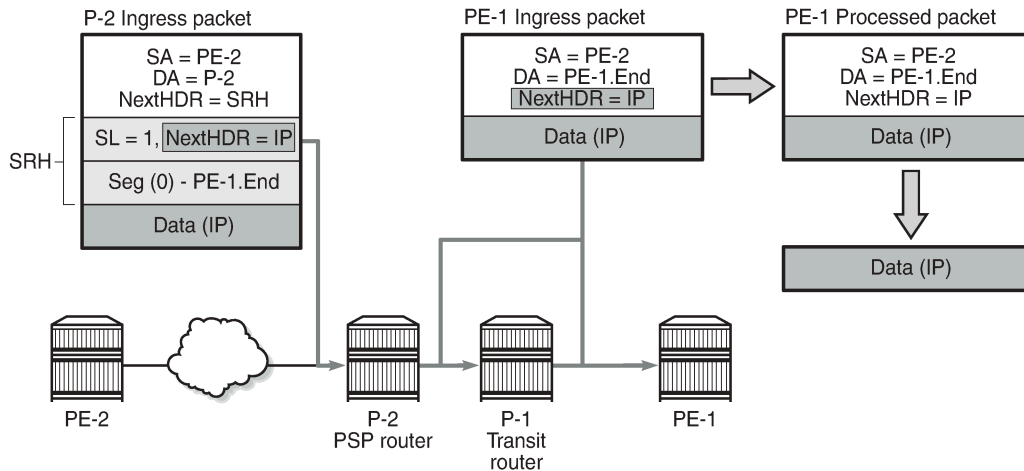 P-2 Ingress packet
SA = PE-2
DA = P-2
NextHDR = SRH
SRH
SL = 1, NextHDR = IP
Seg (0) - PE-1.End
Data (IP)
PE-1 Ingress packet
SA = PE-2
DA = PE-1.End
NextHDR = IP
Data (IP)
PE-1 Processed packet
SA = PE-2
DA = PE-1.End
NextHDR = IP
Data (IP)
Data (IP)
PE-2
P-2
PSP router
P-1
Transit
router
PE-1